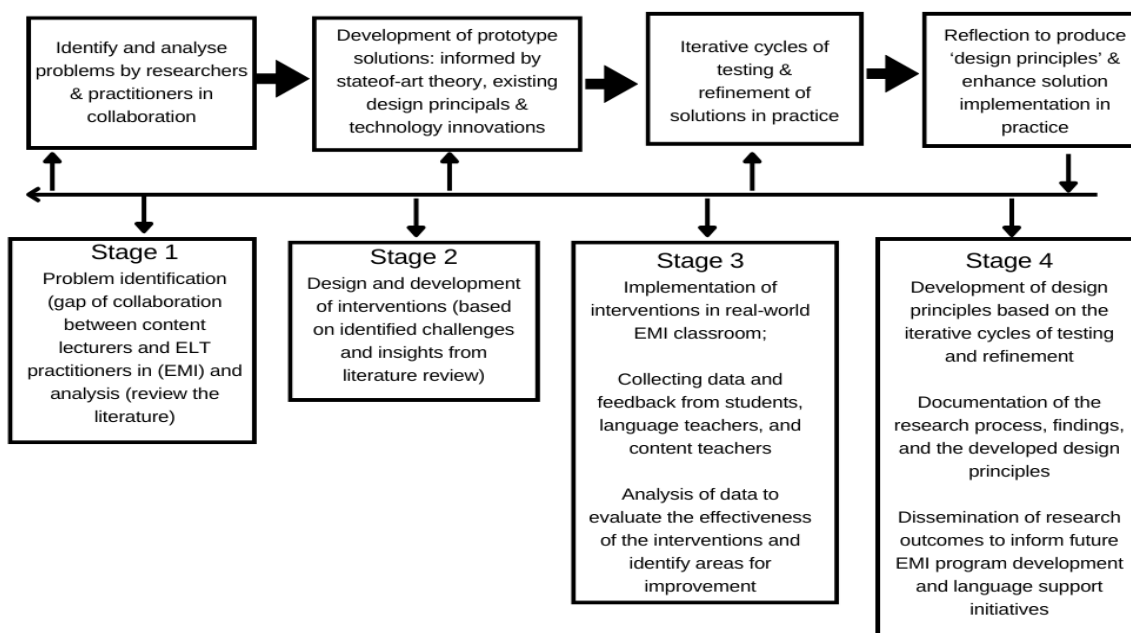 Identify and analyse
problems by researchers
& practitioners in
collaboration
Development of prototype
solutions: informed by
stateof-art theory, existing
design principals &
technology innovations
Iterative cycles of
testing &
refinement of
solutions in practice
Reflection to produce
‘design principles’ &
enhance solution
implementation in
practice
Stage 1
Problem identification
(gap of collaboration
between content
lecturers and ELT
practitioners in (EMI) and
analysis (review the
literature)
Stage 2
Design and development
of interventions (based
on identified challenges
and insights from
literature review)
Stage 3
Implementation of
interventions in real-world
EMI classroom;
Collecting data and
feedback from students,
language teachers, and
content teachers
Analysis of data to
evaluate the effectiveness
of the interventions and
identify areas for
improvement
Stage 4
Development of design
principles based on the
iterative cycles of testing
and refinement
Documentation of the
research process, findings,
and the developed design
principles
Dissemination of research
outcomes to inform future
EMI program development
and language support
initiatives